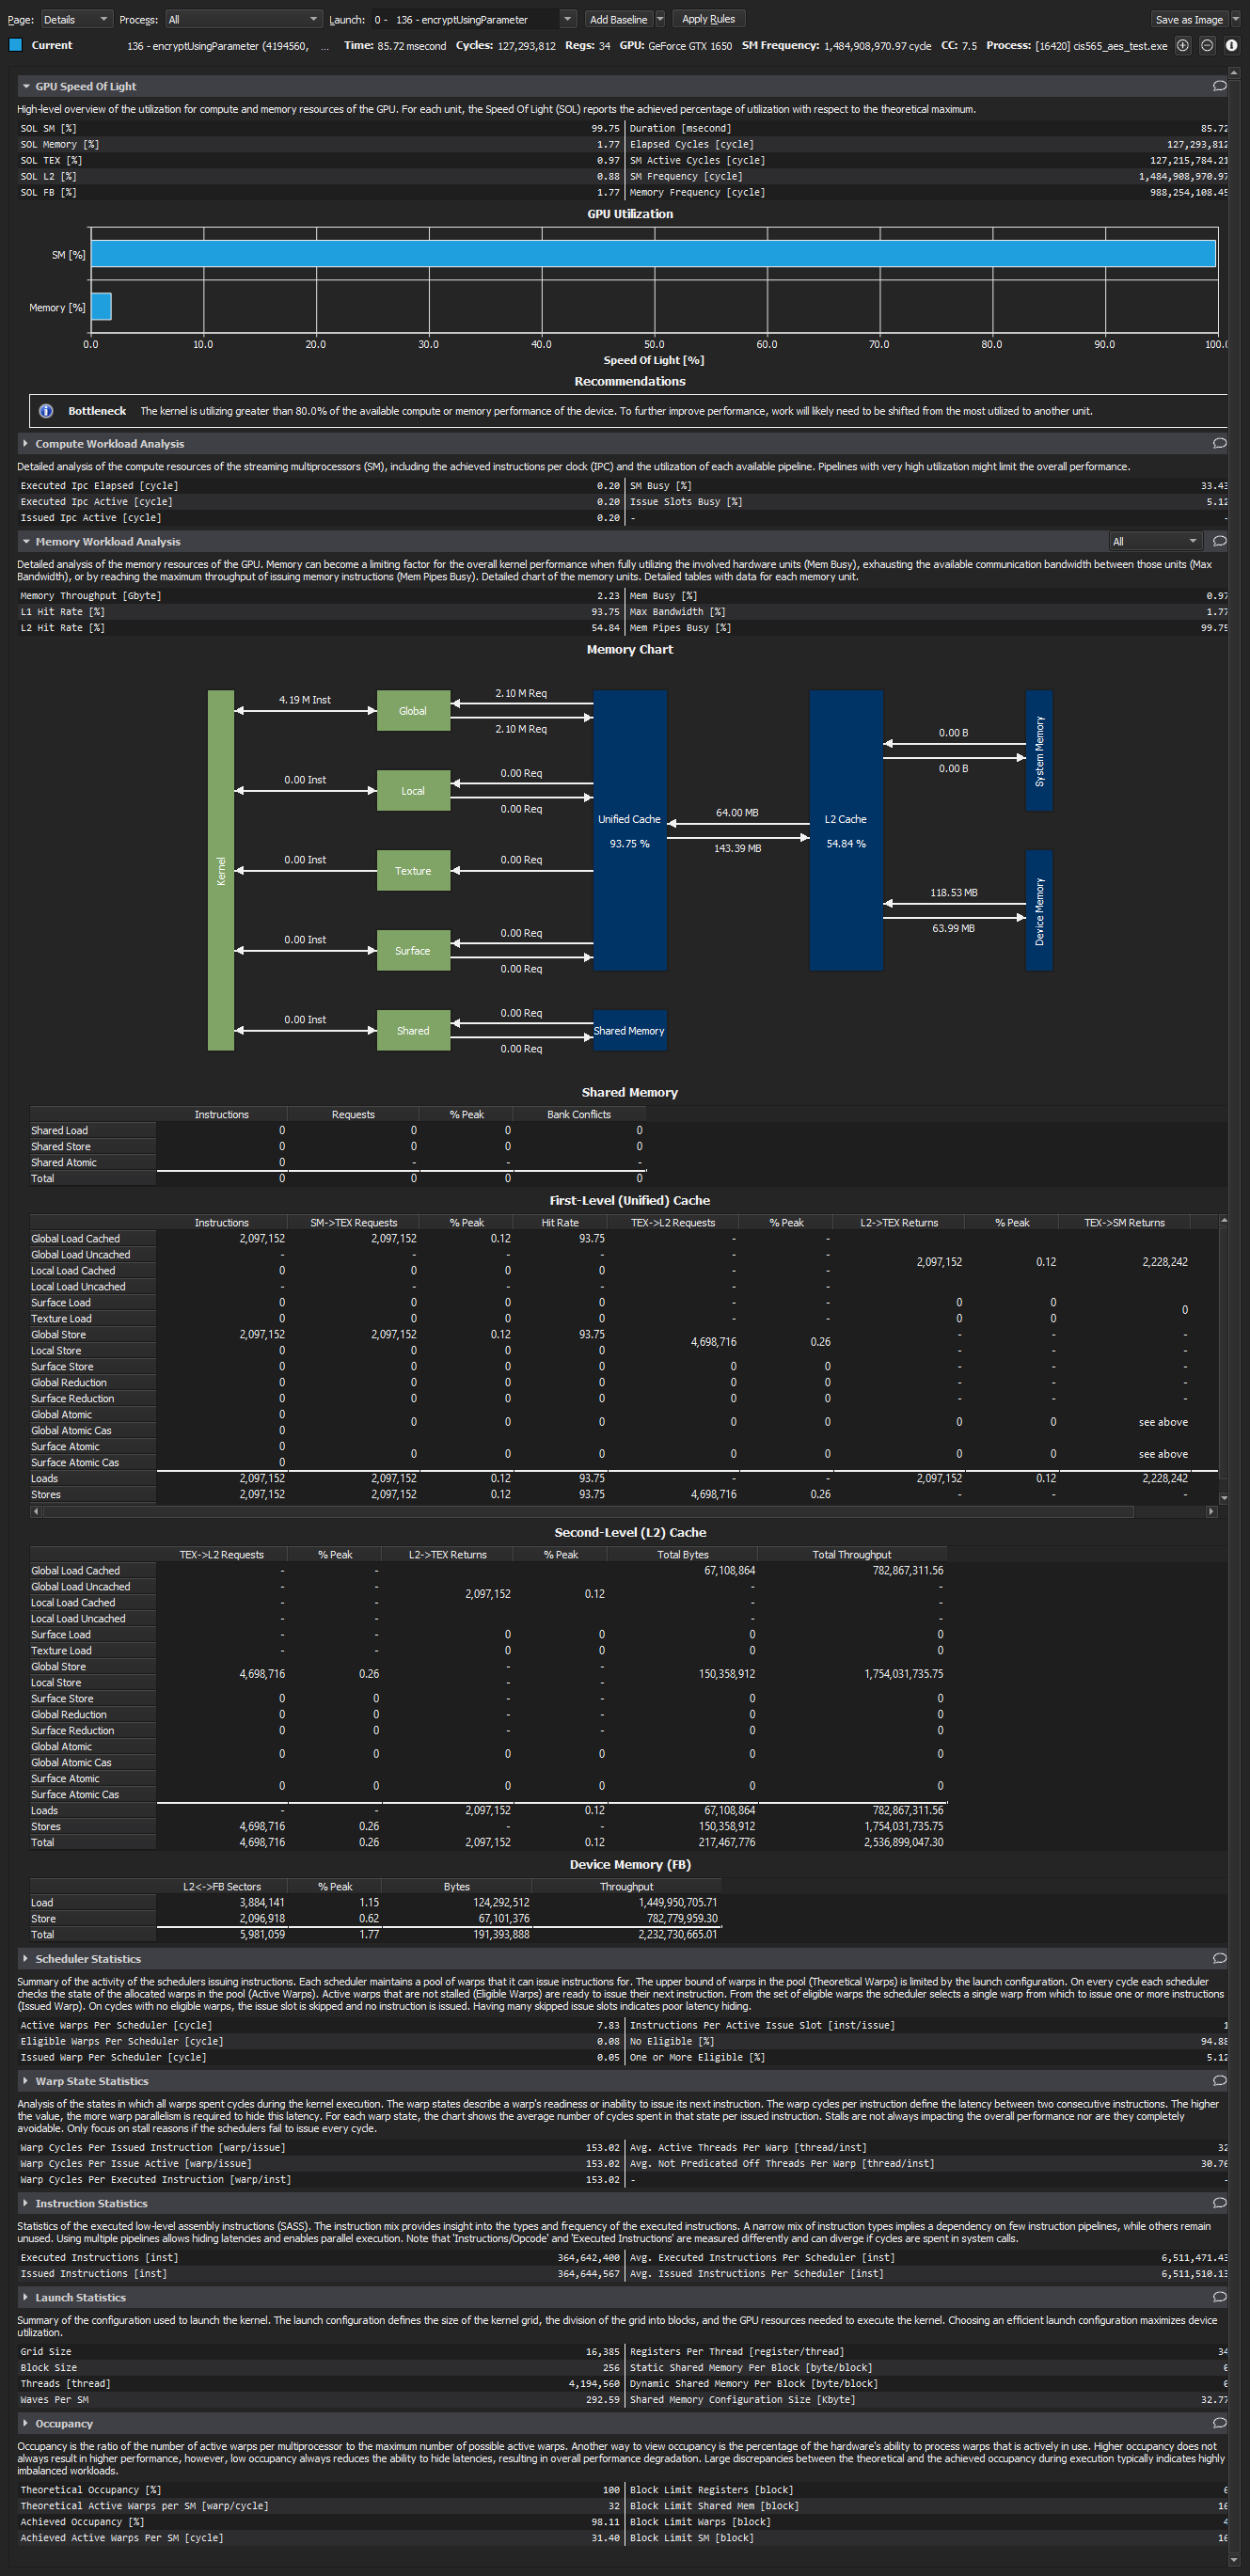 Page: Details Process: All Launch: 0 - 136 - encryptUsingParameter Add Baseline Apply Rules Save as Image
Current 136 - encryptUsingParameter (4194560, ... Time: 85.72 msecond Cycles: 127,293,812 Regs: 34 GPU: GeForce GTX 1650 SM Frequency: 1,484,908,970.97 cycle CC: 7.5 Process: [16420] cis565_aes_test.exe
GPU Speed Of Light
High-level overview of the utilization for compute and memory resources of the GPU. For each unit, the Speed Of Light (SOL) reports the achieved percentage of utilization with respect to the theoretical maximum.
SOL SM [%] 99.75 Duration [msecond] 85.72
SOL Memory [%] 1.77 Elapsed Cycles [cycle] 127,293,812
SOL TEX [%] 0.97 SM Active Cycles [cycle] 127,215,784.21
SOL L2 [%] 0.88 SM Frequency [cycle] 1,484,908,970.97
SOL FB [%] 1.77 Memory Frequency [cycle] 988,254,108.45
GPU Utilization
SM [%]
Memory [%]
0.0 10.0 20.0 30.0 40.0 50.0 60.0 70.0 80.0 90.0 100.0
Speed Of Light [%]
Recommendations
Bottleneck The kernel is utilizing greater than 80.0% of the available compute or memory performance of the device. To further improve performance, work will likely need to be shifted from the most utilized to another unit.
Compute Workload Analysis
Detailed analysis of the compute resources of the streaming multiprocessors (SM), including the achieved instructions per clock (IPC) and the utilization of each available pipeline. Pipelines with very high utilization might limit the overall performance.
Executed Ipc Elapsed [cycle] 0.20 SM Busy [%] 33.43
Executed Ipc Active [cycle] 0.20 Issue Slots Busy [%] 5.12
Issued Ipc Active [cycle] 0.20 - -
Memory Workload Analysis All
Detailed analysis of the memory resources of the GPU. Memory can become a limiting factor for the overall kernel performance when fully utilizing the involved hardware units (Mem Busy), exhausting the available communication bandwidth between those units (Max
Bandwidth), or by reaching the maximum throughput of issuing memory instructions (Mem Pipes Busy). Detailed chart of the memory units. Detailed tables with data for each memory unit.
Memory Throughput [Gbyte] 2.23 Mem Busy [%] 0.97
L1 Hit Rate [%] 93.75 Max Bandwidth [%] 1.77
L2 Hit Rate [%] 54.84 Mem Pipes Busy [%] 99.75
Memory Chart
Kernel
4.19 M Inst Global 2.10 M Req
2.10 M Req
0.00 Inst Local 0.00 Req
0.00 Req
0.00 Inst Texture 0.00 Req
0.00 Inst Surface 0.00 Req
0.00 Req
0.00 Inst Shared 0.00 Req
0.00 Req
Unified Cache
93.75 %
Shared Memory
64.00 MB
143.39 MB
L2 Cache
54.84 %
0.00 B
0.00 B
System Memory
118.53 MB
63.99 MB
Device Memory
Shared Memory
Instructions Requests % Peak Bank Conflicts
Shared Load 0 0 0 0
Shared Store 0 0 0 0
Shared Atomic 0 - - -
Total 0 0 0 0
First-Level (Unified) Cache
Instructions SM->TEX Requests % Peak Hit Rate TEX->L2 Requests % Peak L2->TEX Returns % Peak TEX->SM Returns
Global Load Cached 2,097,152 2,097,152 0.12 93.75 - -
Global Load Uncached - - - - - - 2,097,152 0.12 2,228,242
Local Load Cached 0 0 0 0 - -
Local Load Uncached - - - - - -
Surface Load 0 0 0 0 - - 0 0 0
Texture Load 0 0 0 0 - - 0 0
Global Store 2,097,152 2,097,152 0.12 93.75 4,698,716 0.26 - - -
Local Store 0 0 0 0 - - -
Surface Store 0 0 0 0 0 0 - - -
Global Reduction 0 0 0 0 0 0 - - -
Surface Reduction 0 0 0 0 0 0 - - -
Global Atomic 0 0 0 0 0 0 0 0 see above
Global Atomic Cas 0
Surface Atomic 0 0 0 0 0 0 0 0 see above
Surface Atomic Cas 0
Loads 2,097,152 2,097,152 0.12 93.75 - - 2,097,152 0.12 2,228,242
Stores 2,097,152 2,097,152 0.12 93.75 4,698,716 0.26 - - -
Second-Level (L2) Cache
TEX->L2 Requests % Peak L2->TEX Returns % Peak Total Bytes Total Throughput
Global Load Cached - - 67,108,864 782,867,311.56
Global Load Uncached - - 2,097,152 0.12 - -
Local Load Cached - - - -
Local Load Uncached - - - -
Surface Load - - 0 0 0 0
Texture Load - - 0 0 0 0
Global Store 4,698,716 0.26 - - 150,358,912 1,754,031,735.75
Local Store - -
Surface Store 0 0 - - 0 0
Global Reduction 0 0 - - 0 0
Surface Reduction 0 0 - - 0 0
Global Atomic 0 0 0 0 0 0
Global Atomic Cas
Surface Atomic 0 0 0 0 0 0
Surface Atomic Cas
Loads - - 2,097,152 0.12 67,108,864 782,867,311.56
Stores 4,698,716 0.26 - - 150,358,912 1,754,031,735.75
Total 4,698,716 0.26 2,097,152 0.12 217,467,776 2,536,899,047.30
Device Memory (FB)
L2<->FB Sectors % Peak Bytes Throughput
Load 3,884,141 1.15 124,292,512 1,449,950,705.71
Store 2,096,918 0.62 67,101,376 782,779,959.30
Total 5,981,059 1.77 191,393,888 2,232,730,665.01
Scheduler Statistics
Summary of the activity of the schedulers issuing instructions. Each scheduler maintains a pool of warps that it can issue instructions for. The upper bound of warps in the pool (Theoretical Warps) is limited by the launch configuration. On every cycle each scheduler
checks the state of the allocated warps in the pool (Active Warps). Active warps that are not stalled (Eligible Warps) are ready to issue their next instruction. From the set of eligible warps the scheduler selects a single warp from which to issue one or more instructions
(Issued Warp). On cycles with no eligible warps, the issue slot is skipped and no instruction is issued. Having many skipped issue slots indicates poor latency hiding.
Active Warps Per Scheduler [cycle] 7.83 Instructions Per Active Issue Slot [inst/issue] 1
Eligible Warps Per Scheduler [cycle] 0.08 No Eligible [%] 94.88
Issued Warp Per Scheduler [cycle] 0.05 One or More Eligible [%] 5.12
Warp State Statistics
Analysis of the states in which all warps spent cycles during the kernel execution. The warp states describe a warp's readiness or inability to issue its next instruction. The warp cycles per instruction define the latency between two consecutive instructions. The higher
the value, the more warp parallelism is required to hide this latency. For each warp state, the chart shows the average number of cycles spent in that state per issued instruction. Stalls are not always impacting the overall performance nor are they completely
avoidable. Only focus on stall reasons if the schedulers fail to issue every cycle.
Warp Cycles Per Issued Instruction [warp/issue] 153.02 Avg. Active Threads Per Warp [thread/inst] 32
Warp Cycles Per Issue Active [warp/issue] 153.02 Avg. Not Predicated Off Threads Per Warp [thread/inst] 30.76
Warp Cycles Per Executed Instruction [warp/inst] 153.02 - -
Instruction Statistics
Statistics of the executed low-level assembly instructions (SASS). The instruction mix provides insight into the types and frequency of the executed instructions. A narrow mix of instruction types implies a dependency on few instruction pipelines, while others remain
unused. Using multiple pipelines allows hiding latencies and enables parallel execution. Note that 'Instructions/Opcode' and 'Executed Instructions' are measured differently and can diverge if cycles are spent in system calls.
Executed Instructions [inst] 364,642,400 Avg. Executed Instructions Per Scheduler [inst] 6,511,471.43
Issued Instructions [inst] 364,644,567 Avg. Issued Instructions Per Scheduler [inst] 6,511,510.13
Launch Statistics
Summary of the configuration used to launch the kernel. The launch configuration defines the size of the kernel grid, the division of the grid into blocks, and the GPU resources needed to execute the kernel. Choosing an efficient launch configuration maximizes device
utilization.
Grid Size 16,385 Registers Per Thread [register/thread] 34
Block Size 256 Static Shared Memory Per Block [byte/block]
Threads [thread] 4,194,560 Dynamic Shared Memory Per Block [byte/block]
Waves Per SM 292.59 Shared Memory Configuration Size [Kbyte] 32.77
Occupancy
Occupancy is the ratio of the number of active warps per multiprocessor to the maximum number of possible active warps. Another way to view occupancy is the percentage of the hardware's ability to process warps that is actively in use. Higher occupancy does not
always result in higher performance, however, low occupancy always reduces the ability to hide latencies, resulting in overall performance degradation. Large discrepancies between the theoretical and the achieved occupancy during execution typically indicates highly
imbalanced workloads.
Theoretical Occupancy [%] 100 Block Limit Registers [block]
Theoretical Active Warps per SM [warp/cycle] 32 Block Limit Shared Mem [block] 16
Achieved Occupancy [%] 98.11 Block Limit Warps [block] 4
Achieved Active Warps Per SM [cycle] 31.40 Block Limit SM [block] 16